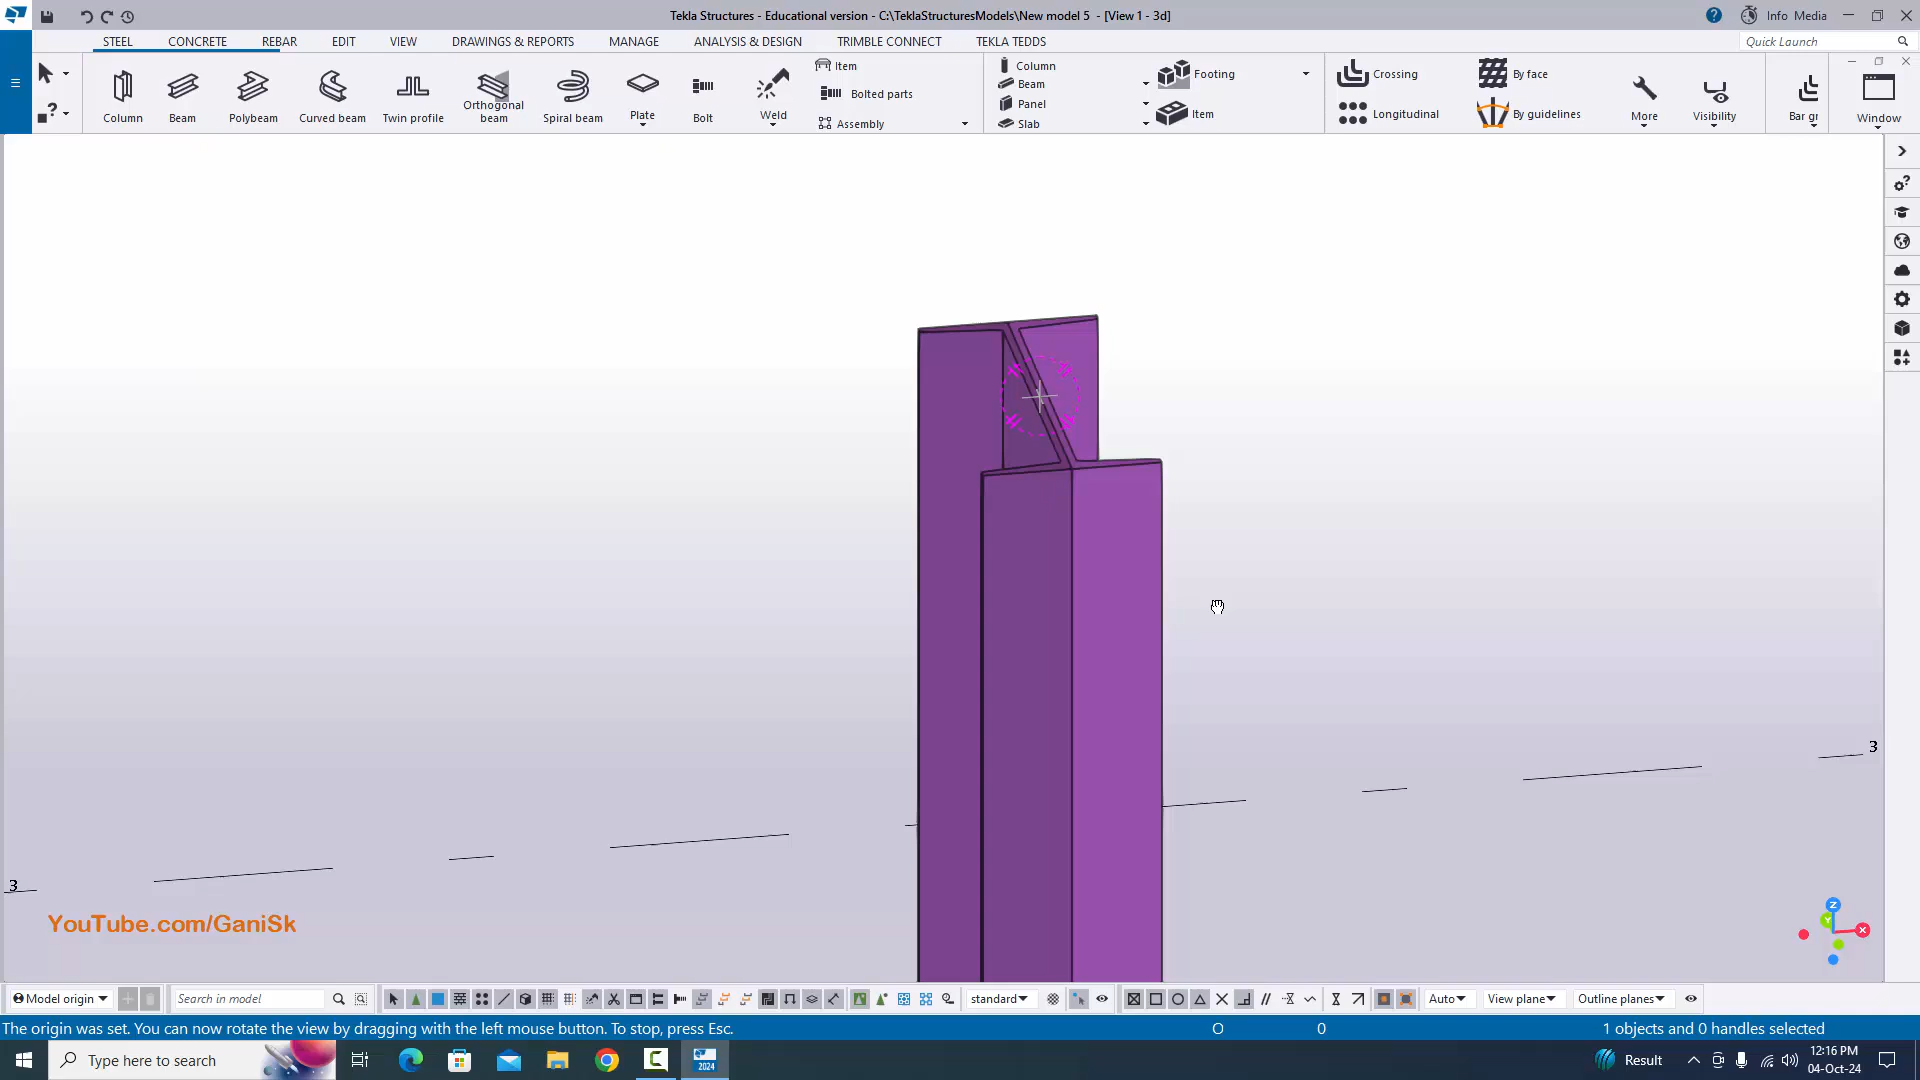 Tekla Structures - Educational version - C:\TeklaStructuresModels\New model 5 - [View 1 - 3d]
Info Media
STEEL CONCRETE REBAR EDIT VIEW DRAWINGS & REPORTS MANAGE ANALYSIS & DESIGN TRIMBLE CONNECT TEKLA TEDDS
Quick Launch
Column
Beam
Polybeam
Curved beam
Twin profile
Orthogonal
beam
Spiral beam
Plate
Bolt
Weld
Item
Bolted parts
Assembly
Column
Beam
Panel
Slab
Footing
Item
Crossing
Longitudinal
By face
By guidelines
More
Visibility
Bar gr
Window
3
3
YouTube.com/GaniSk
Z
Y
X
Model origin
Search in model
standard
Auto
View plane
Outline planes
The origin was set. You can now rotate the view by dragging with the left mouse button. To stop, press Esc.
O
0
1 objects and 0 handles selected
Type here to search
2024
Result
12:16 PM
04-Oct-24